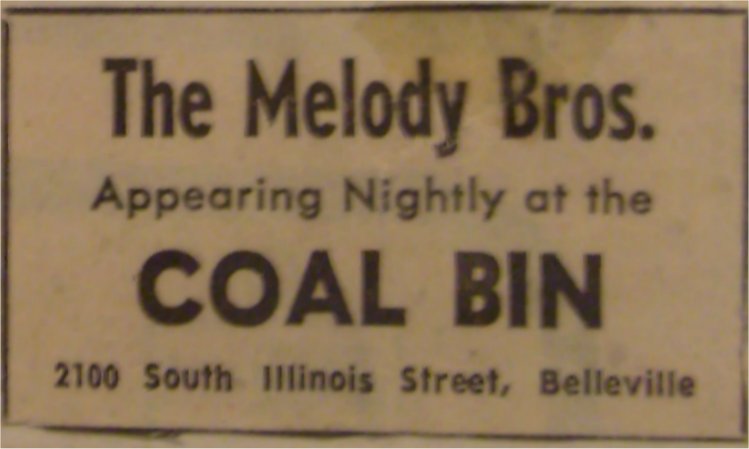 The Melody Bros.
Appearing Nightly at the
COAL BIN
2100 South Illinois Street, Belleville